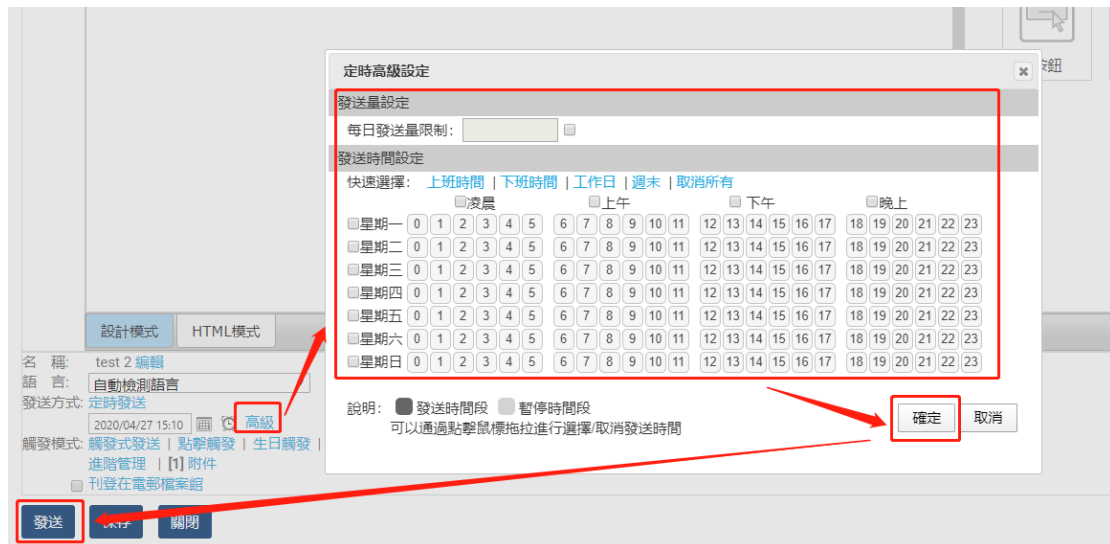 定時高級設定
鈕
發送量設定
每日發送量限制:
發送時間設定
快速選擇: 上班時間 | 下班時間 | 工作日 | 週末 | 取消所有
凌晨 上午 下午 晚上
星期一 0 1 2 3 4 5 6 7 8 9 10 11 12 13 14 15 16 17 18 19 20 21 22 23
星期二 0 1 2 3 4 5 6 7 8 9 10 11 12 13 14 15 16 17 18 19 20 21 22 23
星期三 0 1 2 3 4 5 6 7 8 9 10 11 12 13 14 15 16 17 18 19 20 21 22 23
星期四 0 1 2 3 4 5 6 7 8 9 10 11 12 13 14 15 16 17 18 19 20 21 22 23
星期五 0 1 2 3 4 5 6 7 8 9 10 11 12 13 14 15 16 17 18 19 20 21 22 23
星期六 0 1 2 3 4 5 6 7 8 9 10 11 12 13 14 15 16 17 18 19 20 21 22 23
星期日 0 1 2 3 4 5 6 7 8 9 10 11 12 13 14 15 16 17 18 19 20 21 22 23
說明: 發送時間段 暫停時間段
可以通過點擊鼠標拖拉進行選擇/取消發送時間
確定 取消
設計模式 HTML模式
名 稱: test 2 編輯
語 言: 自動檢測語言
發送方式: 定時發送
2020/04/27 15:10 高級
觸發模式: 觸發式發送 | 點擊觸發 | 生日觸發 |
進階管理 | [1] 附件
刊登在電郵檔案館
發送 保存 關閉